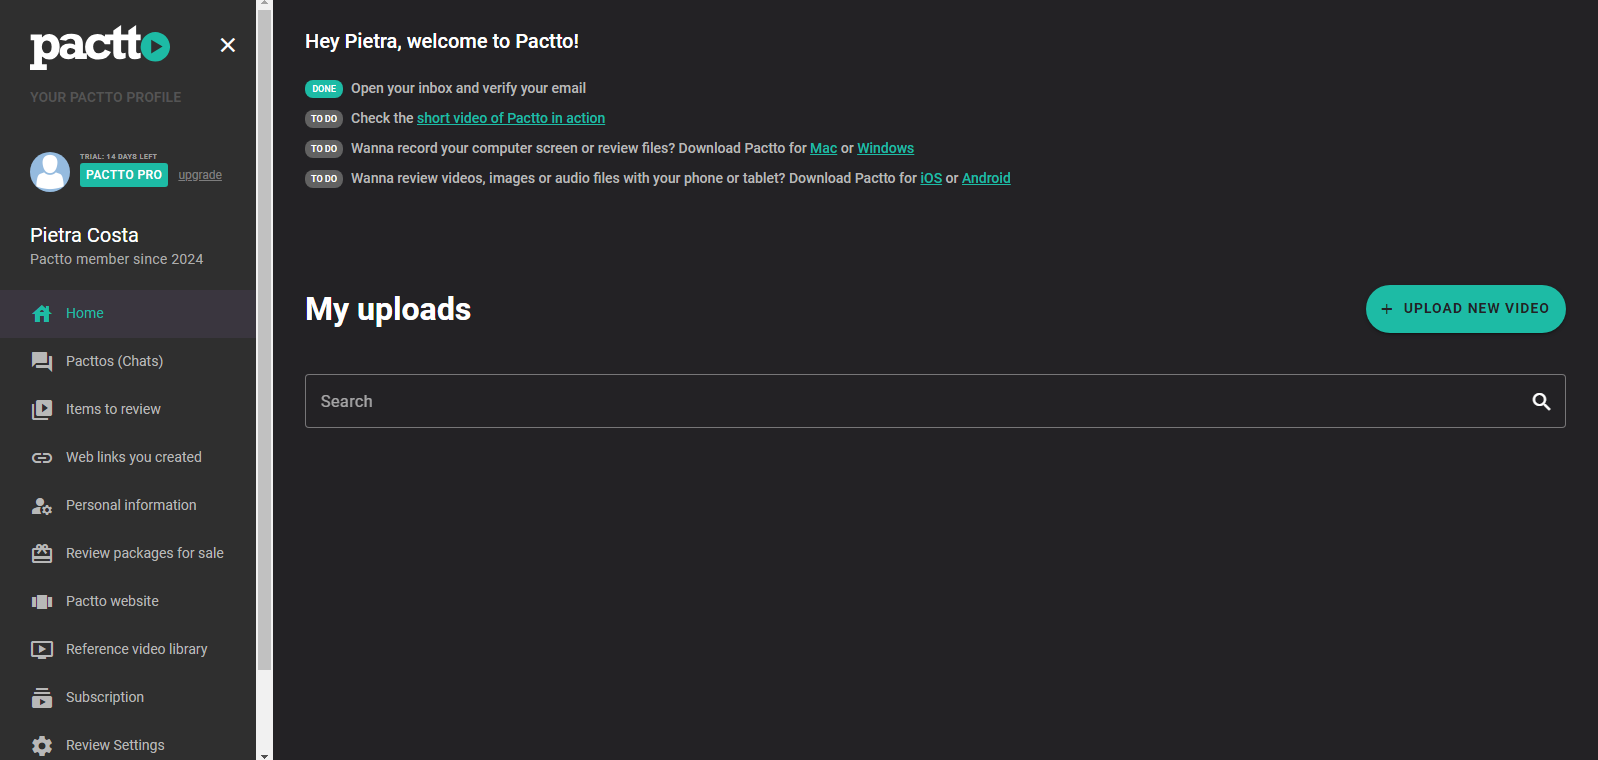 pactto
YOUR PACTTO PROFILE
TRIAL: 14 DAYS LEFT
PACTTO PRO upgrade
Pietra Costa
Pactto member since 2024
Home
Pacttos (Chats)
Items to review
Web links you created
Personal information
Review packages for sale
Pactto website
Reference video library
Subscription
Review Settings
Hey Pietra, welcome to Pactto!
DONE Open your inbox and verify your email
TO DO Check the short video of Pactto in action
TO DO Wanna record your computer screen or review files? Download Pactto for Mac or Windows
TO DO Wanna review videos, images or audio files with your phone or tablet? Download Pactto for iOS or Android
My uploads
+ UPLOAD NEW VIDEO
Search